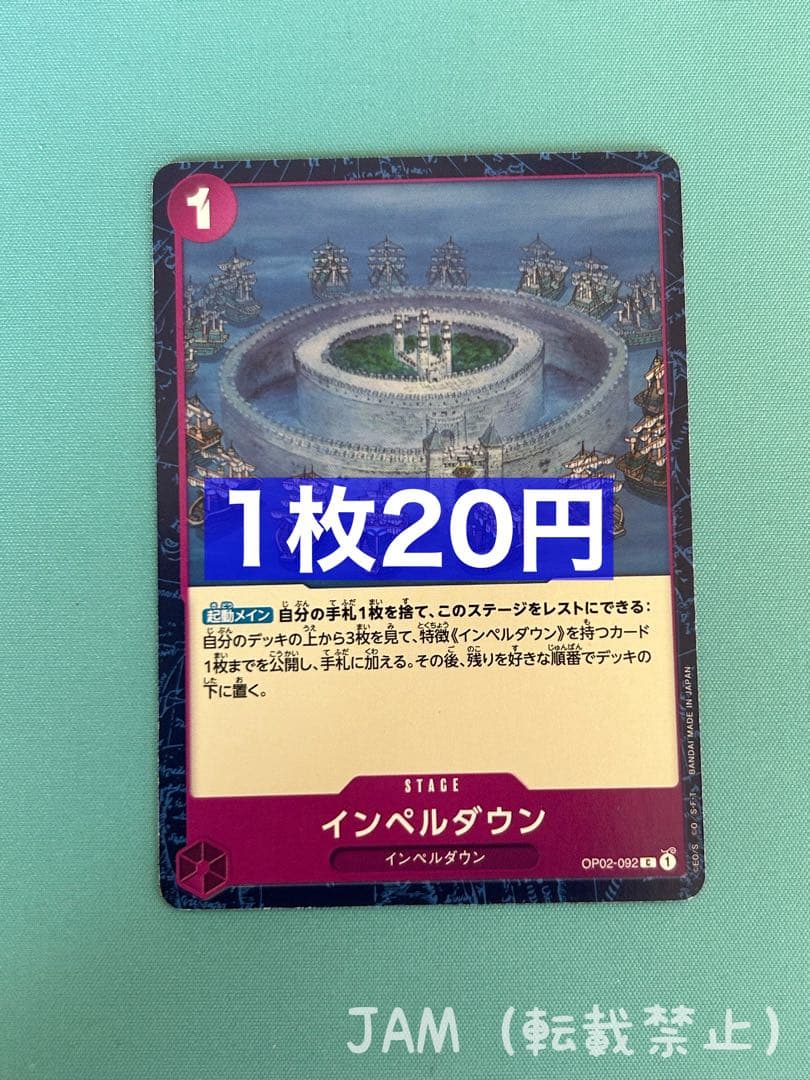 1
1枚20円
起動メイン 自分の手札1枚を捨て、このステージをレストにできる:
自分のデッキの上から3枚を見て、特徴《インペルダウン》を持つカード
1枚までを公開し、手札に加える。その後、残りを好きな順番でデッキの
下に置く。
STAGE
インペルダウン
インペルダウン
OP02-092 C 1
©E.O/S. ©O/S・F・T BANDAI MADE IN JAPAN
JAM (転載禁止)